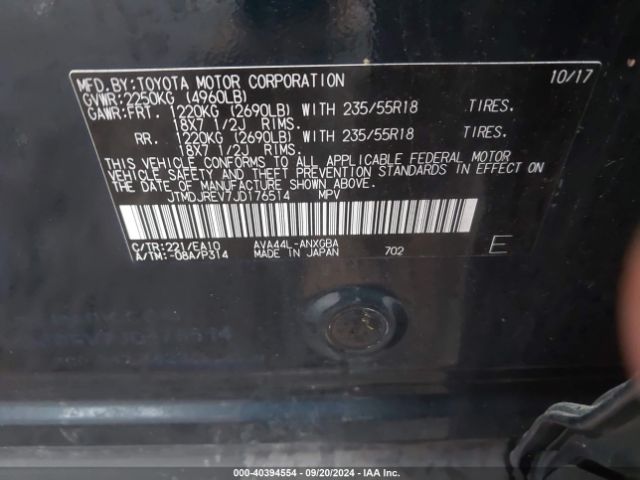 MFD. BY: TOYOTA MOTOR CORPORATION 10/17
GVWR: 2250KG (4960LB)
GAWR: FRT. 1220KG (2690LB) WITH 235/55R18 TIRES.
18X7 1/2J RIMS.
RR. 1220KG (2690LB) WITH 235/55R18 TIRES.
18X7 1/2J RIMS.
THIS VEHICLE CONFORMS TO ALL APPLICABLE FEDERAL MOTOR
VEHICLE SAFETY AND THEFT PREVENTION STANDARDS IN EFFECT ON
THE DATE OF MANUFACTURE SHOWN ABOVE.
JTMDJREV7JD176514 MPV
C/TR: 221/EA10 AVA44L-ANXGBA
A/TM: -08A/P314 MADE IN JAPAN 702 E
000-40394554 / 09/20/2024 - IAA Inc.